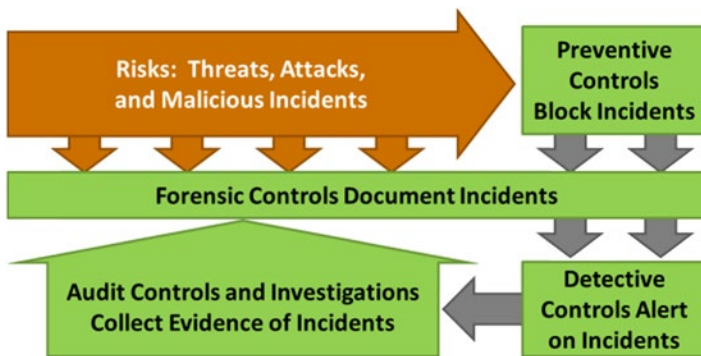 Risks: Threats, Attacks,
and Malicious Incidents
Preventive
Controls
Block Incidents
Forensic Controls Document Incidents
Audit Controls and Investigations
Collect Evidence of Incidents
Detective
Controls Alert
on Incidents